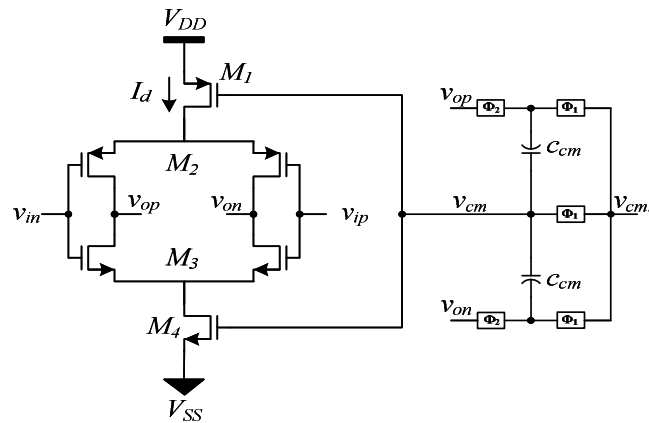 V_DD
I_d
M_1
M_2
v_in
v_op
v_on
v_ip
M_3
M_4
V_SS
v_op
Φ_2
Φ_1
c_cm
v_cm
Φ_1
v_cm.
c_cm
v_on
Φ_2
Φ_1